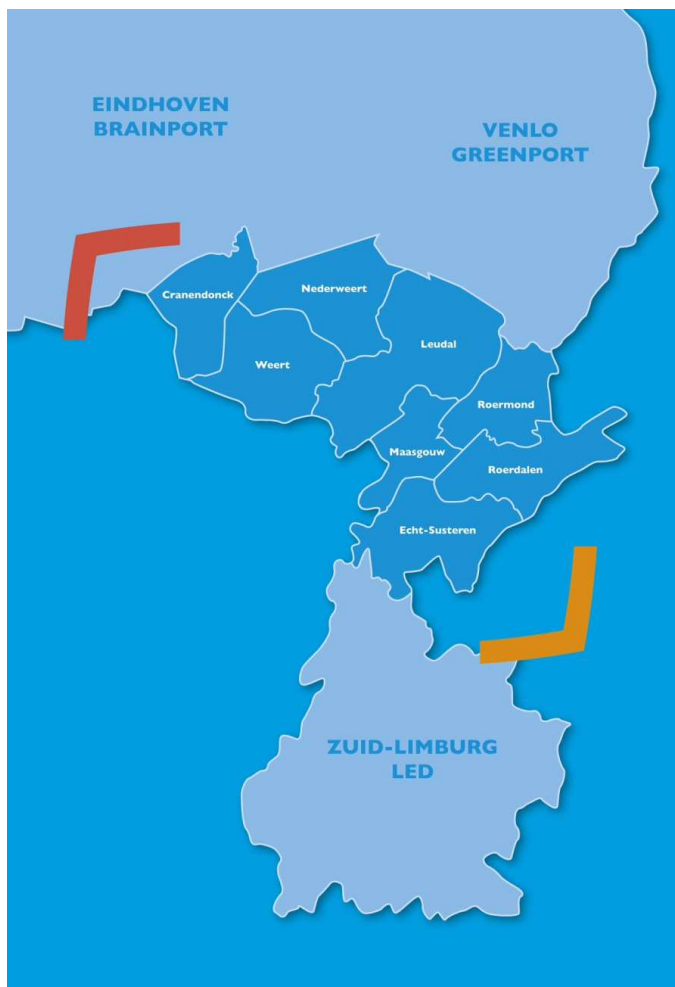 EINDHOVEN
BRAINPORT
VENLO
GREENPORT
Cranendonck
Nederweert
Leudal
Weert
Roermond
Maasgouw
Roerdalen
Echt-Susteren
ZUID-LIMBURG
LED